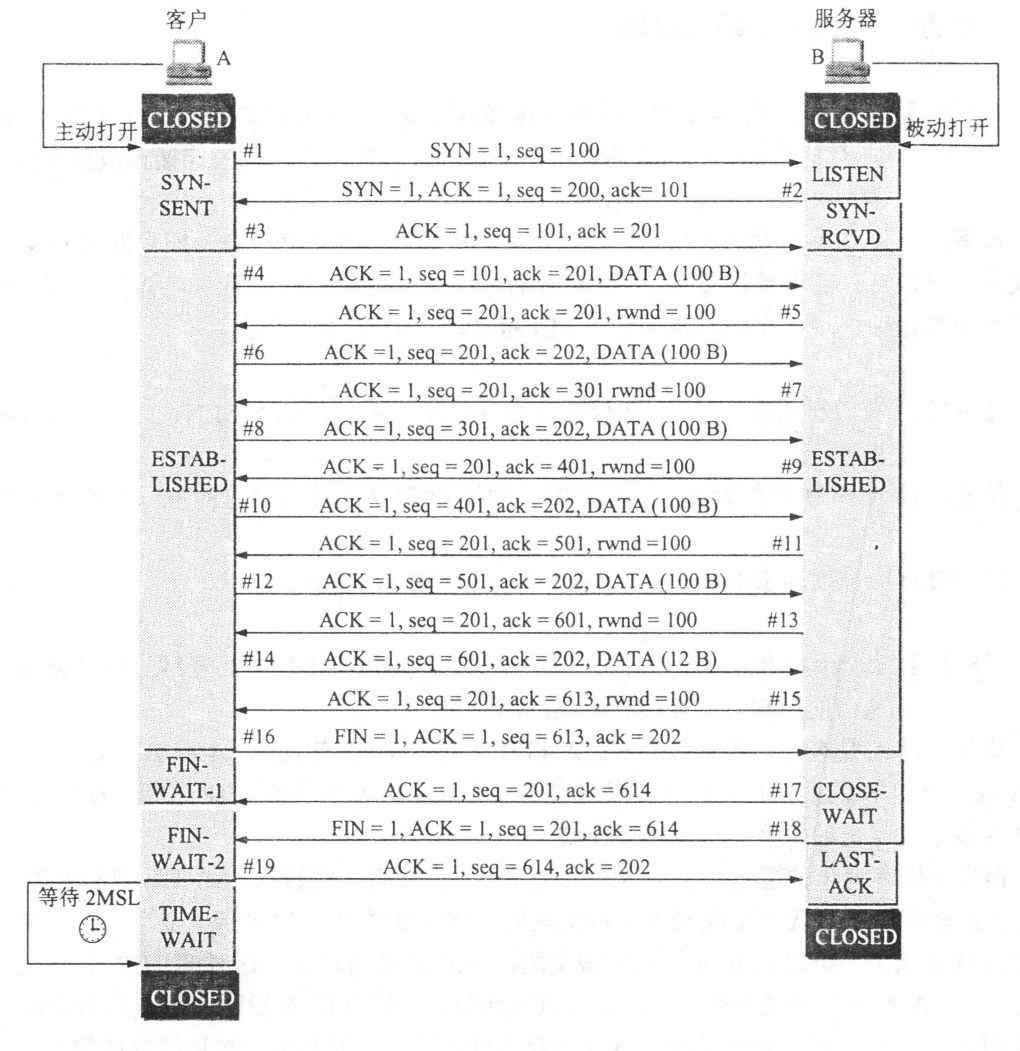 客户
服务器
A
B
CLOSED
CLOSED
主动打开
被动打开
#1 SYN = 1, seq = 100
SYN-
SENT
LISTEN
SYN = 1, ACK = 1, seq = 200, ack= 101 #2
SYN-
RCVD
#3 ACK = 1, seq = 101, ack = 201
#4 ACK = 1, seq = 101, ack = 201, DATA (100 B)
ACK = 1, seq = 201, ack = 201, rwnd = 100 #5
#6 ACK =1, seq = 201, ack = 202, DATA (100 B)
ACK = 1, seq = 201, ack = 301 rwnd =100 #7
#8 ACK =1, seq = 301, ack = 202, DATA (100 B)
ESTAB-
LISHED
ESTAB-
LISHED
ACK = 1, seq = 201, ack = 401, rwnd =100 #9
#10 ACK =1, seq = 401, ack =202, DATA (100 B)
ACK = 1, seq = 201, ack = 501, rwnd =100 #11
#12 ACK =1, seq = 501, ack = 202, DATA (100 B)
ACK = 1, seq = 201, ack = 601, rwnd = 100 #13
#14 ACK =1, seq = 601, ack = 202, DATA (12 B)
ACK = 1, seq = 201, ack = 613, rwnd =100 #15
#16 FIN = 1, ACK = 1, seq = 613, ack = 202
FIN-
WAIT-1
ACK = 1, seq = 201, ack = 614 #17
CLOSE-
WAIT
FIN = 1, ACK = 1, seq = 201, ack = 614 #18
FIN-
WAIT-2
#19 ACK = 1, seq = 614, ack = 202
LAST-
ACK
等待 2MSL
TIME-
WAIT
CLOSED
CLOSED